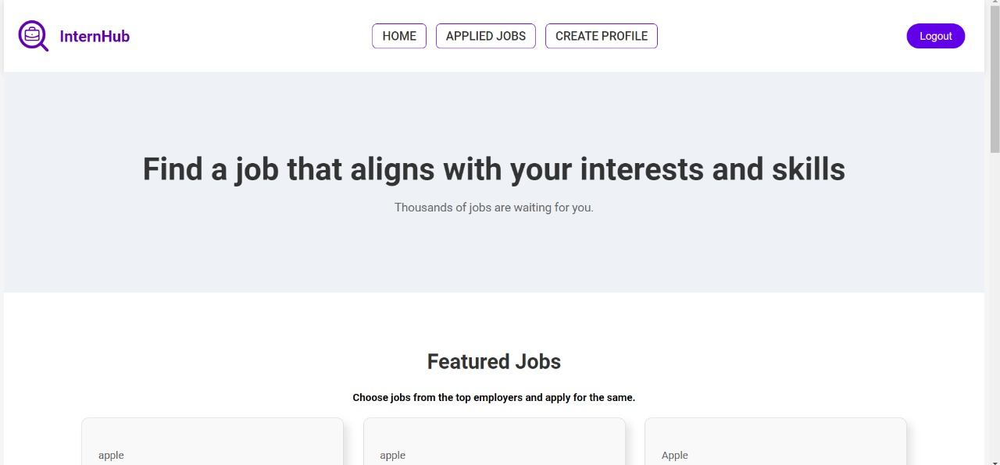 InternHub
HOME
APPLIED JOBS
CREATE PROFILE
Logout
Find a job that aligns with your interests and skills
Thousands of jobs are waiting for you.
Featured Jobs
Choose jobs from the top employers and apply for the same.
apple
apple
Apple